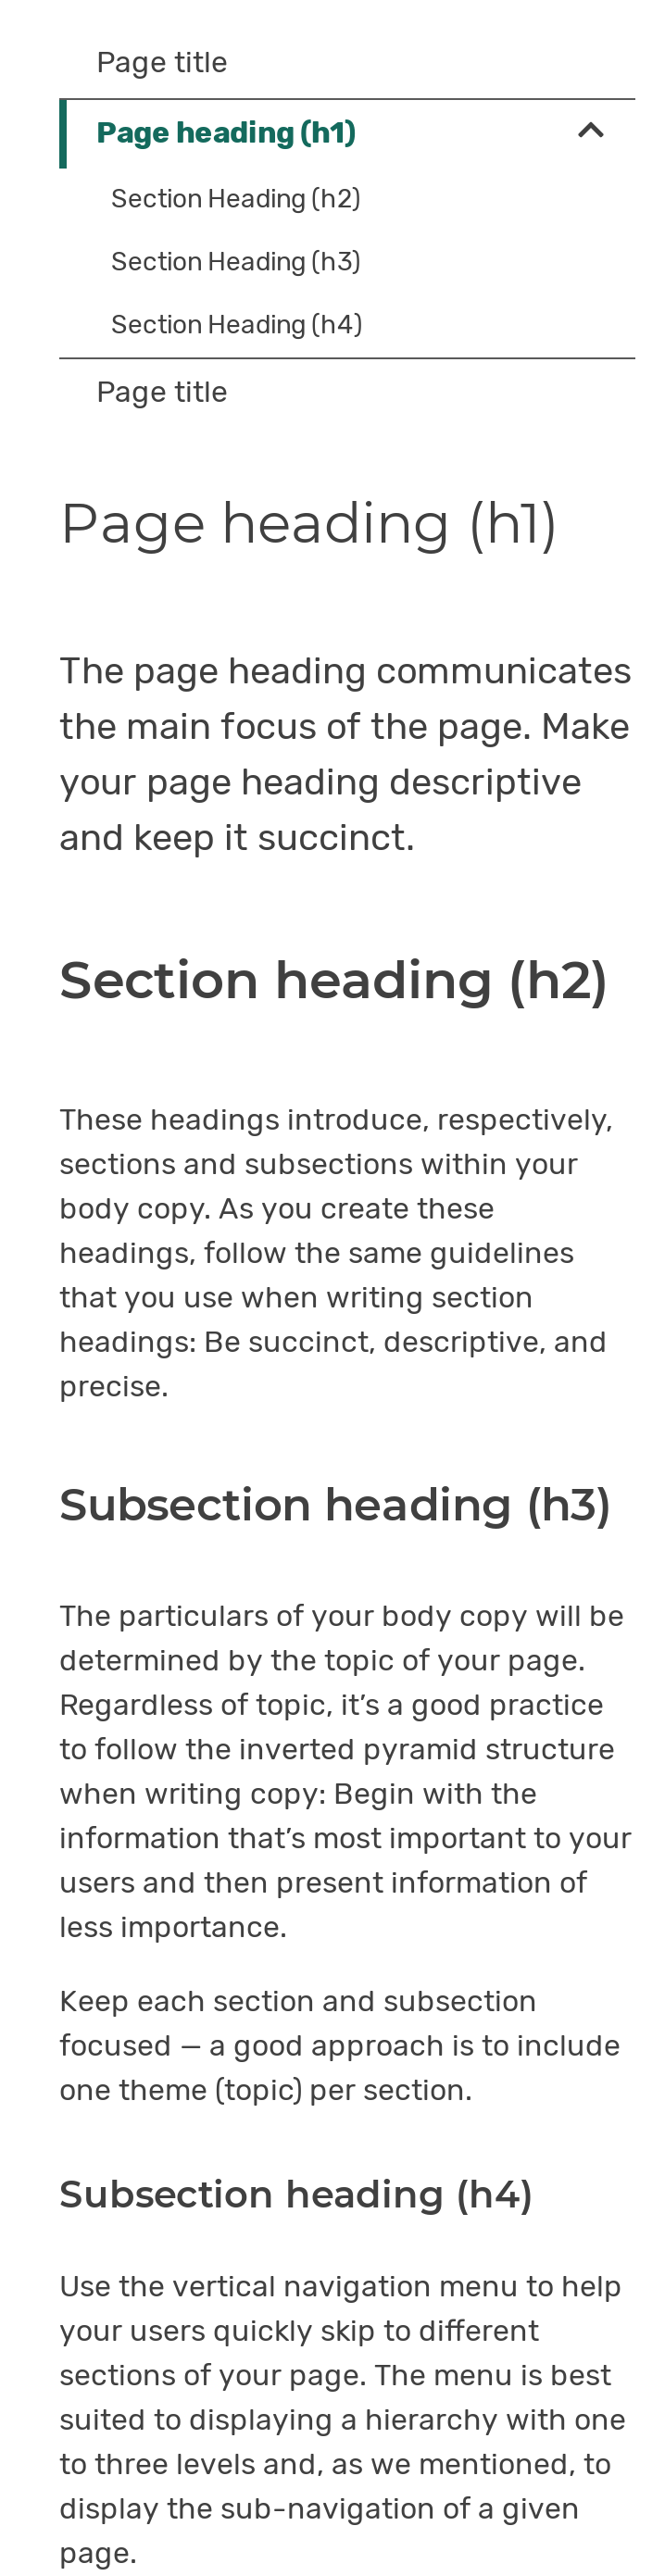 Page title
Page heading (h1)
Section Heading (h2)
Section Heading (h3)
Section Heading (h4)
Page title
Page heading (h1)
The page heading communicates
the main focus of the page. Make
your page heading descriptive
and keep it succinct.
Section heading (h2)
These headings introduce, respectively,
sections and subsections within your
body copy. As you create these
headings, follow the same guidelines
that you use when writing section
headings: Be succinct, descriptive, and
precise.
Subsection heading (h3)
The particulars of your body copy will be
determined by the topic of your page.
Regardless of topic, it’s a good practice
to follow the inverted pyramid structure
when writing copy: Begin with the
information that’s most important to your
users and then present information of
less importance.
Keep each section and subsection
focused — a good approach is to include
one theme (topic) per section.
Subsection heading (h4)
Use the vertical navigation menu to help
your users quickly skip to different
sections of your page. The menu is best
suited to displaying a hierarchy with one
to three levels and, as we mentioned, to
display the sub-navigation of a given
page.